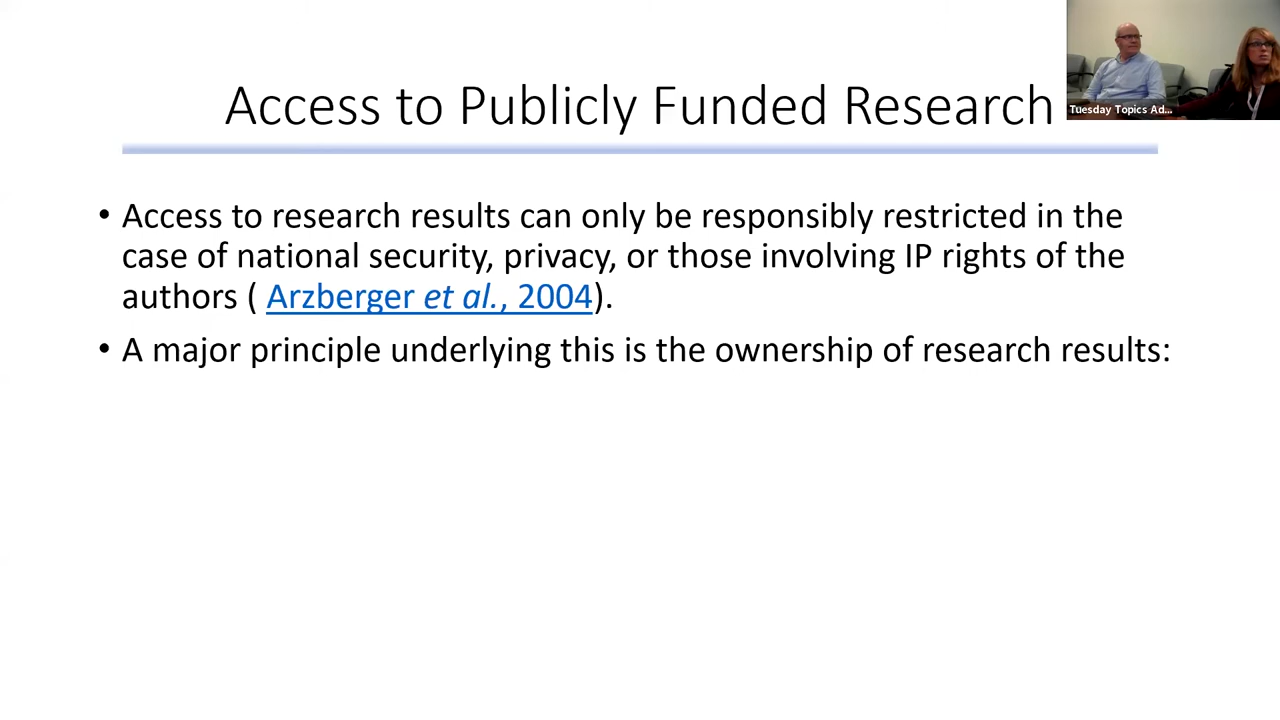 Access to Publicly Funded Research
Tuesday Topics Ad...
• Access to research results can only be responsibly restricted in the
case of national security, privacy, or those involving IP rights of the
authors ( Arzberger et al., 2004).
• A major principle underlying this is the ownership of research results: